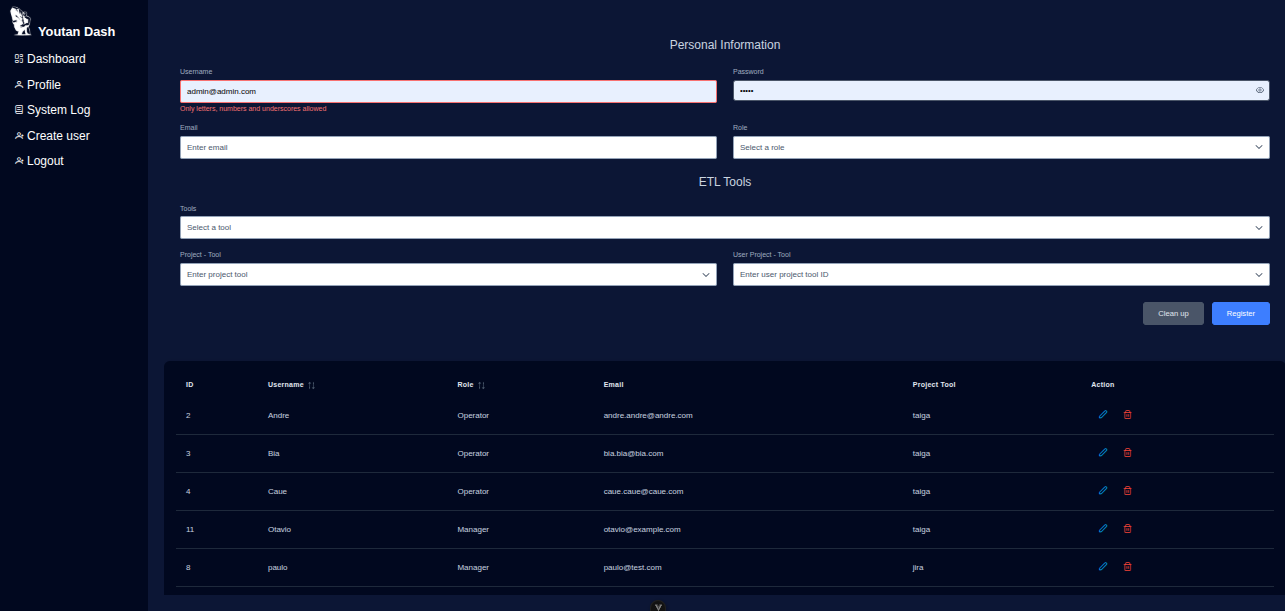 Youtan Dash
Dashboard
Profile
System Log
Create user
Logout
Personal Information
Username Password
admin@admin.com •••••
Only letters, numbers and underscores allowed
Email Role
Enter email Select a role
ETL Tools
Tools
Select a tool
Project - Tool User Project - Tool
Enter project tool Enter user project tool ID
Clean up Register
ID Username Role Email Project Tool Action
2 Andre Operator andre.andre@andre.com taiga
3 Bia Operator bia.bia@bia.com taiga
4 Caue Operator caue.caue@caue.com taiga
11 Otavio Manager otavio@example.com taiga
8 paulo Manager paulo@test.com jira